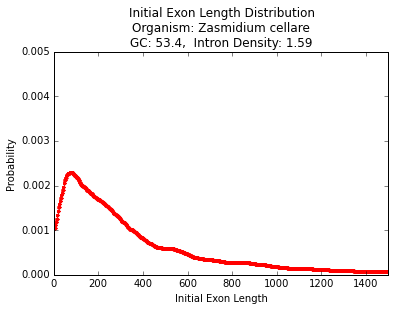 Initial Exon Length Distribution
Organism: Zasmidium cellare
GC: 53.4,  Intron Density: 1.59
0.005
0.004
0.003
0.002
0.001
0.000
Probability
0
200
400
600
800
1000
1200
1400
Initial Exon Length